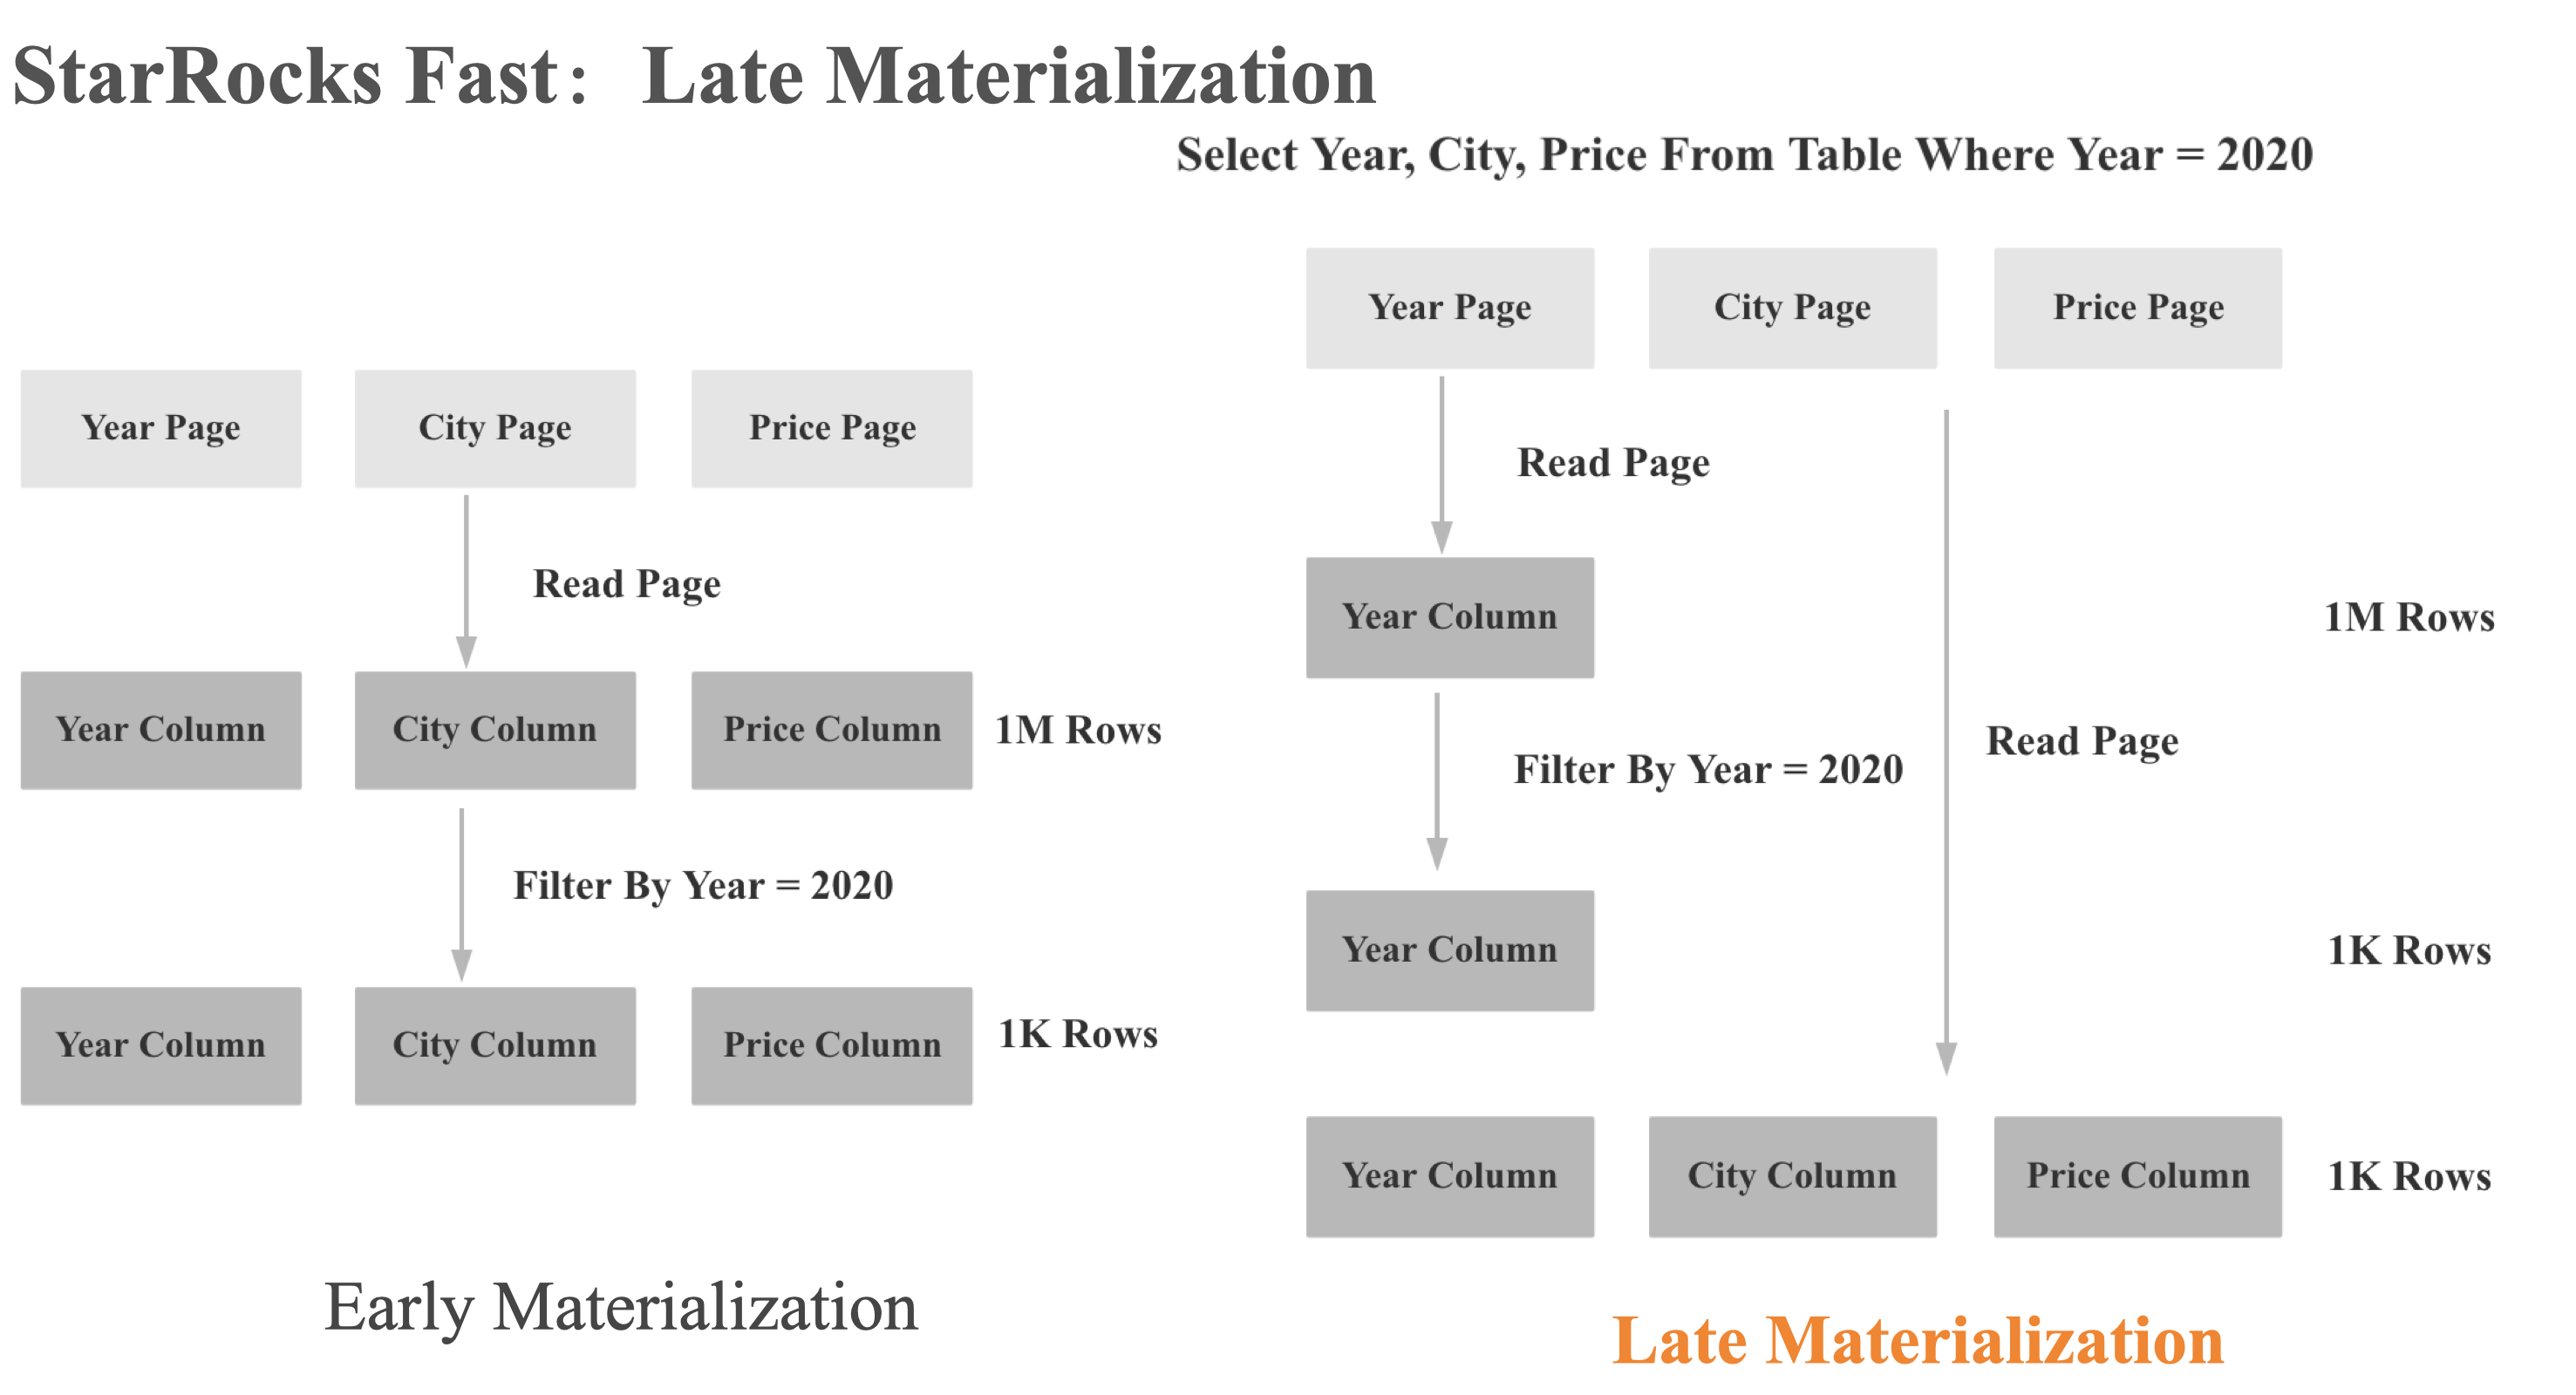 StarRocks Fast： Late Materialization
Select Year, City, Price From Table Where Year = 2020
Year Page
City Page
Price Page
Read Page
Year Column
City Column
Price Column
1M Rows
Filter By Year = 2020
Year Column
City Column
Price Column
1K Rows
Early Materialization
Year Page
City Page
Price Page
Read Page
Year Column
1M Rows
Filter By Year = 2020
Read Page
Year Column
1K Rows
Year Column
City Column
Price Column
1K Rows
Late Materialization